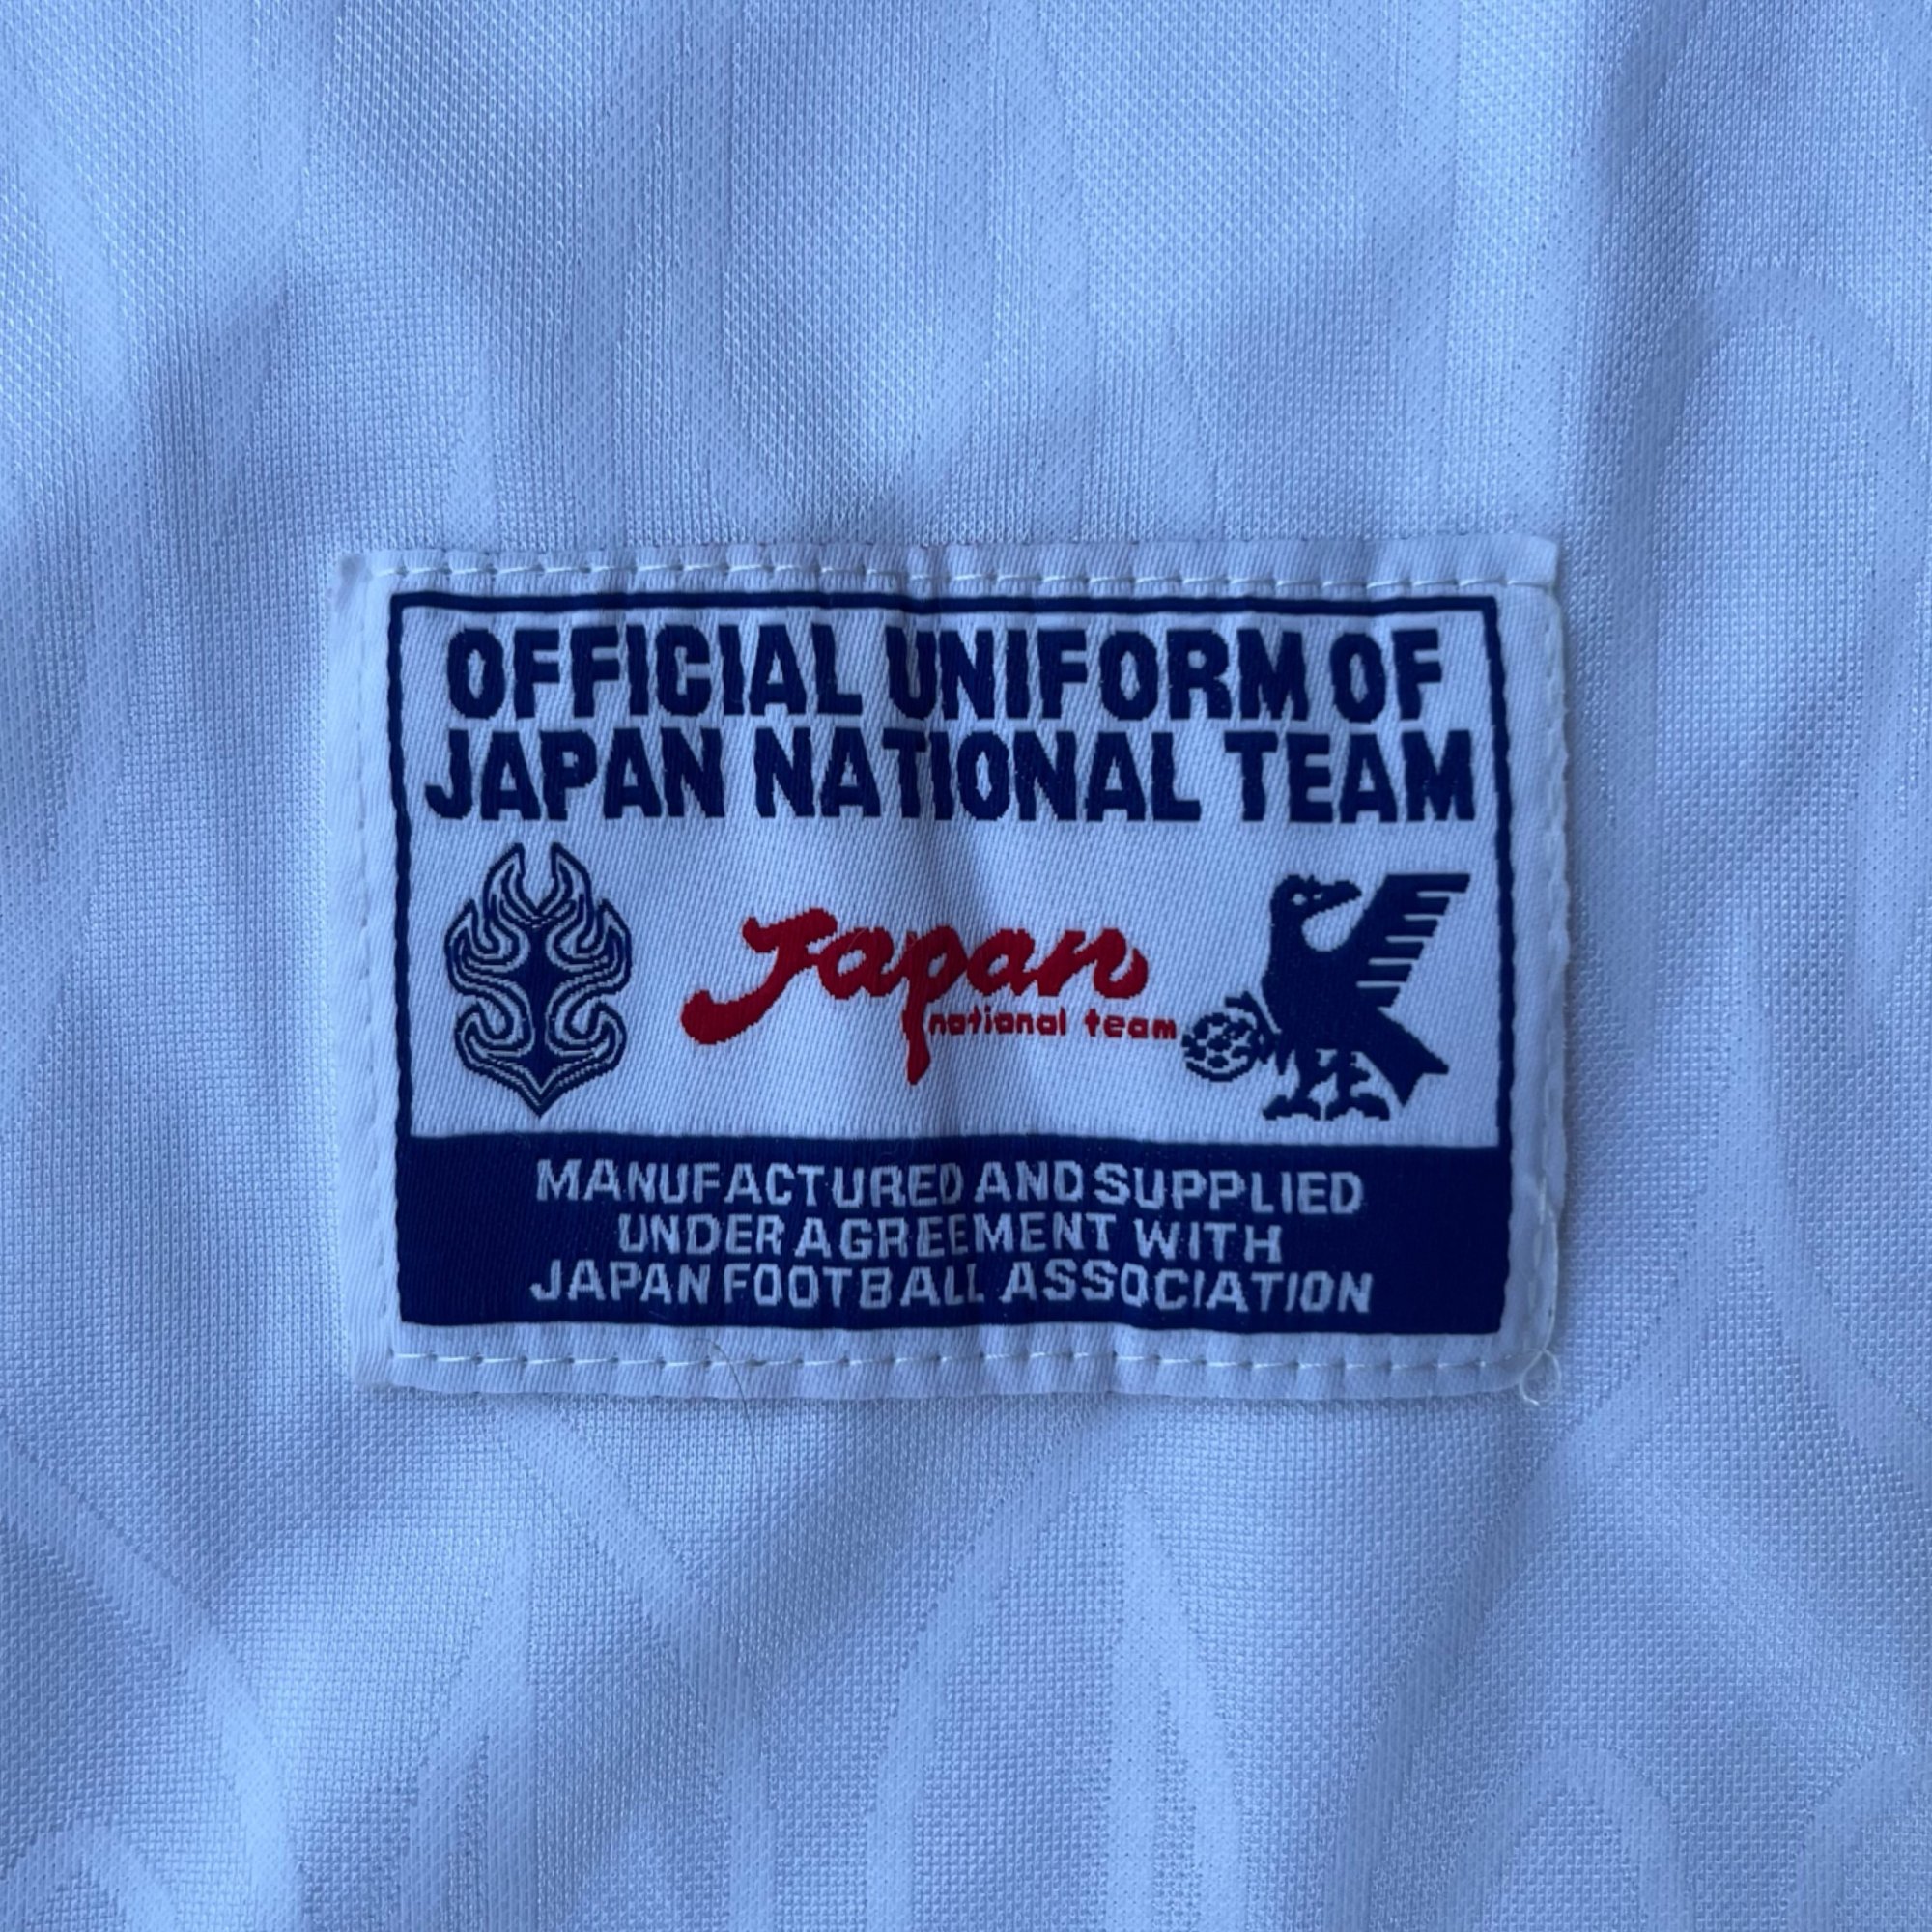 OFFICIAL UNIFORM OF
JAPAN NATIONAL TEAM
Japan
national team
MANUFACTURED AND SUPPLIED
UNDER AGREEMENT WITH
JAPAN FOOTBALL ASSOCIATION